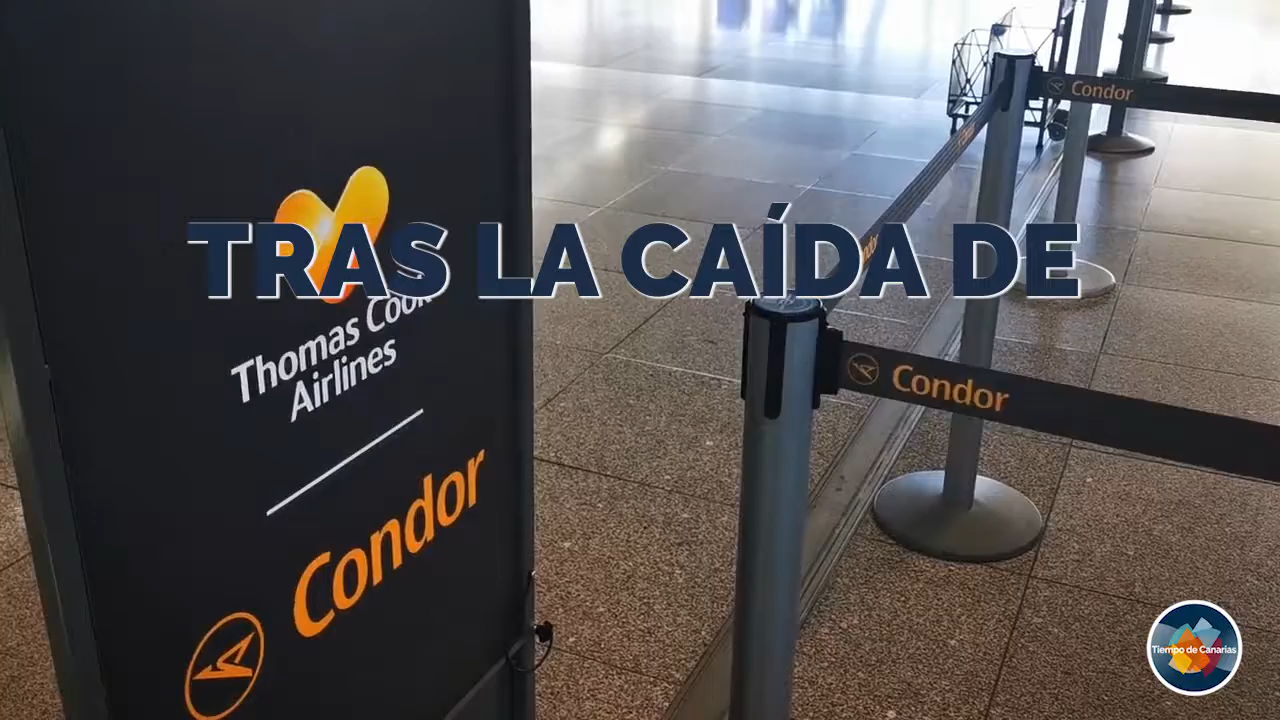 TRAS LA CAÍDA DE
Thomas Cook
Airlines
Condor
Condor
Condor
Tiempo de Canarias